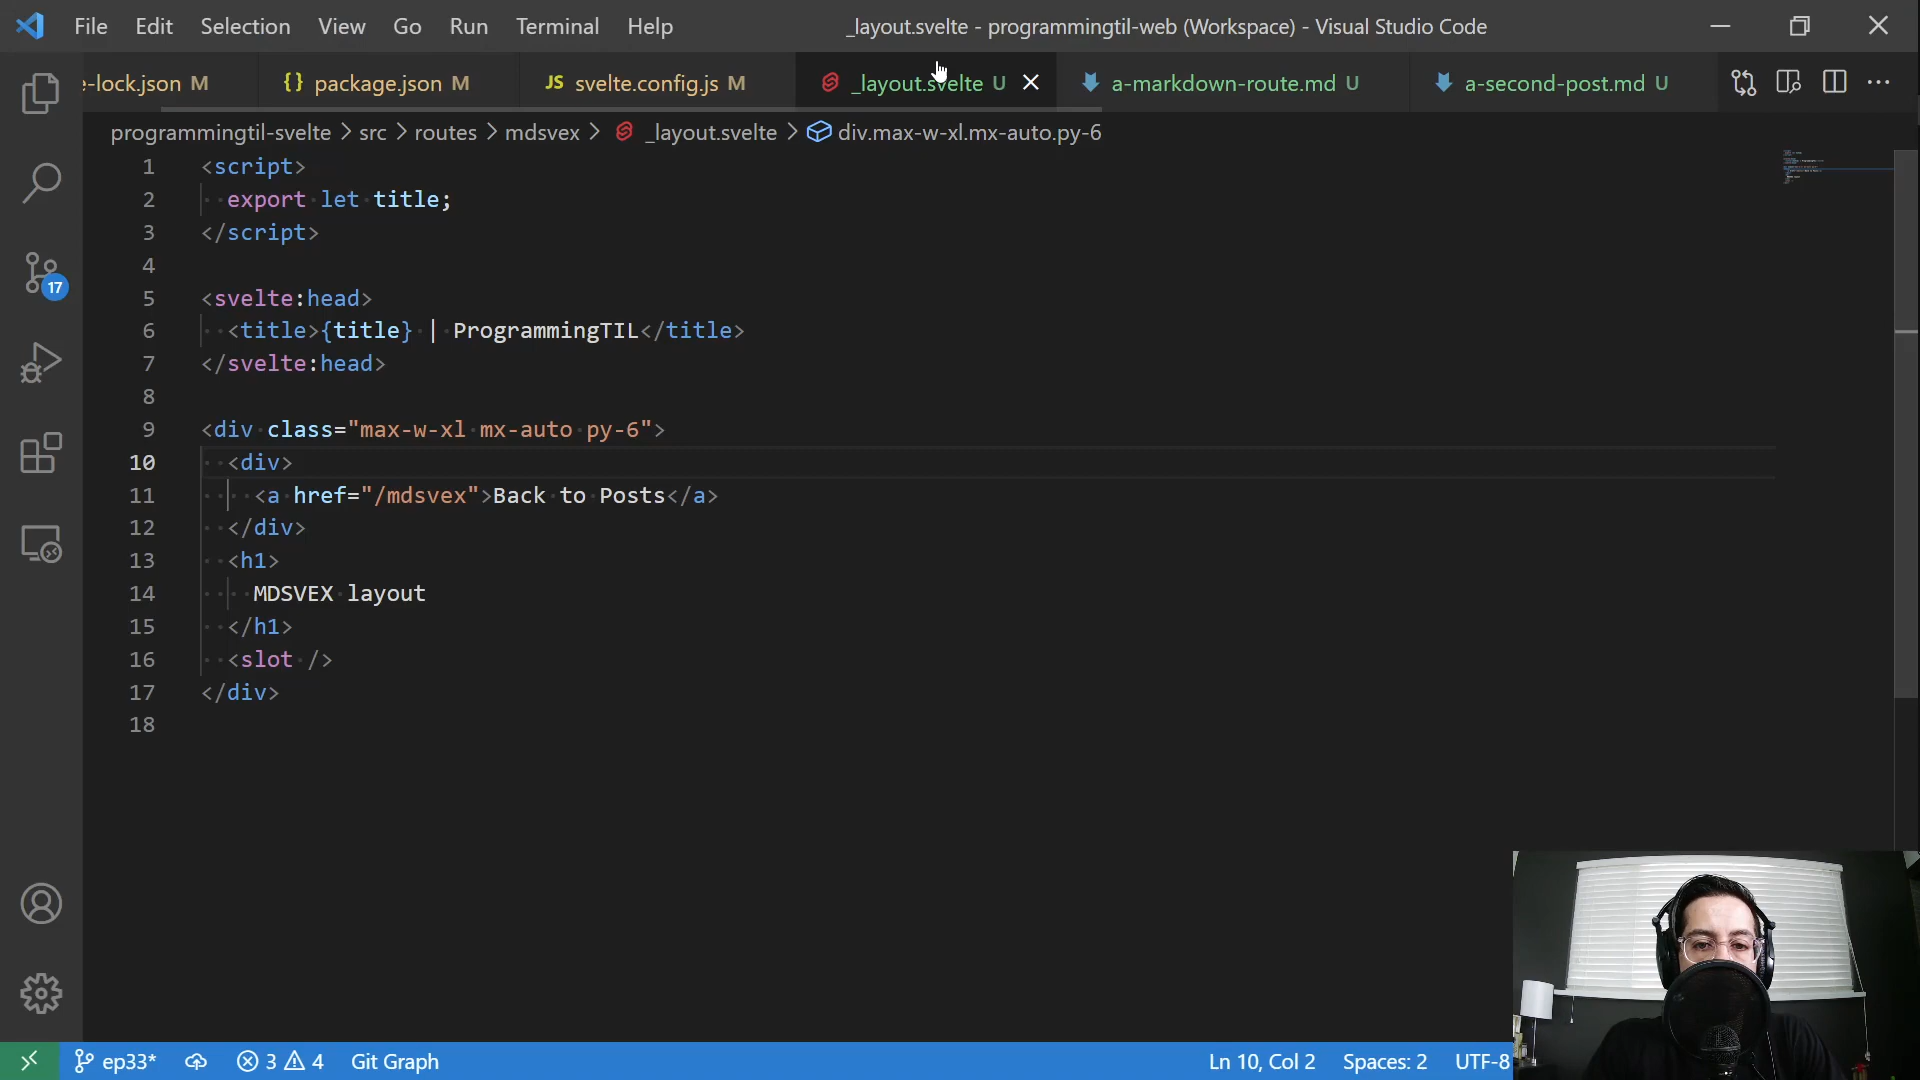 File Edit Selection View Go Run Terminal Help _layout.svelte - programmingtil-web (Workspace) - Visual Studio Code
e-lock.json M {} package.json M JS svelte.config.js M _layout.svelte U a-markdown-route.md U a-second-post.md U
programmingtil-svelte > src > routes > mdsvex > _layout.svelte > div.max-w-xl.mx-auto.py-6
1 <script>
2 export let title;
3 </script>
4
5 <svelte:head>
6 <title>{title} | ProgrammingTIL</title>
7 </svelte:head>
8
9 <div class="max-w-xl mx-auto py-6">
10 <div>
11 <a href="/mdsvex">Back to Posts</a>
12 </div>
13 <h1>
14 MDSVEX layout
15 </h1>
16 <slot />
17 </div>
18
17
ep33* 3 4 Git Graph Ln 10, Col 2 Spaces: 2 UTF-8